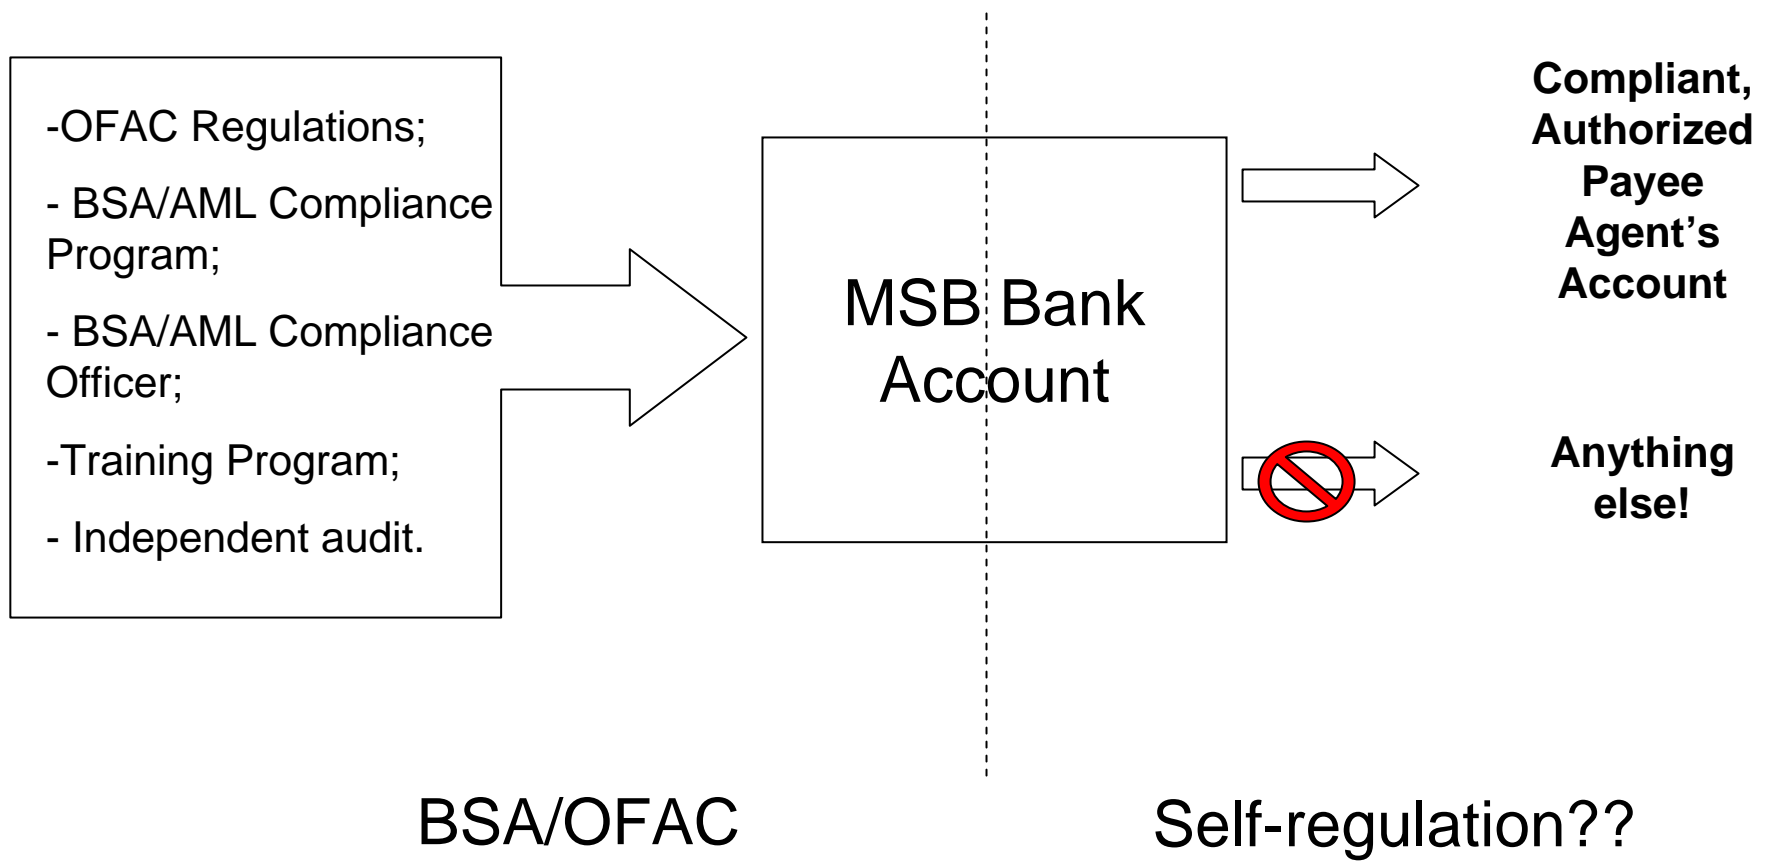 -OFAC Regulations;
- BSA/AML Compliance
Program;
- BSA/AML Compliance
Officer;
-Training Program;
- Independent audit.
MSB Bank
Account
Compliant,
Authorized
Payee
Agent’s
Account
Anything
else!
BSA/OFAC
Self-regulation??